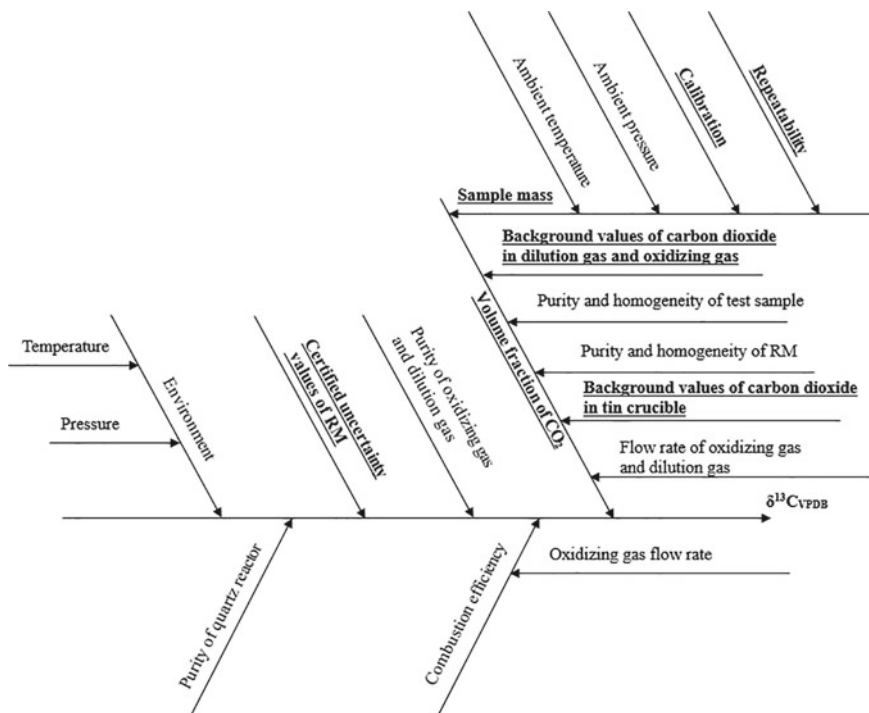 Ambient temperature
Ambient pressure
Calibration
Repeatability
Sample mass
Background values of carbon dioxide
in dilution gas and oxidizing gas
Purity and homogeneity of test sample
Purity and homogeneity of RM
Background values of carbon dioxide
in tin crucible
Flow rate of oxidizing gas
and dilution gas
Volume fraction of CO₂
Temperature
Pressure
Environment
Certified uncertainty
values of RM
Purity of oxidizing gas
and dilution gas
δ¹³CVPDB
Purity of quartz reactor
Combustion efficiency
Oxidizing gas flow rate